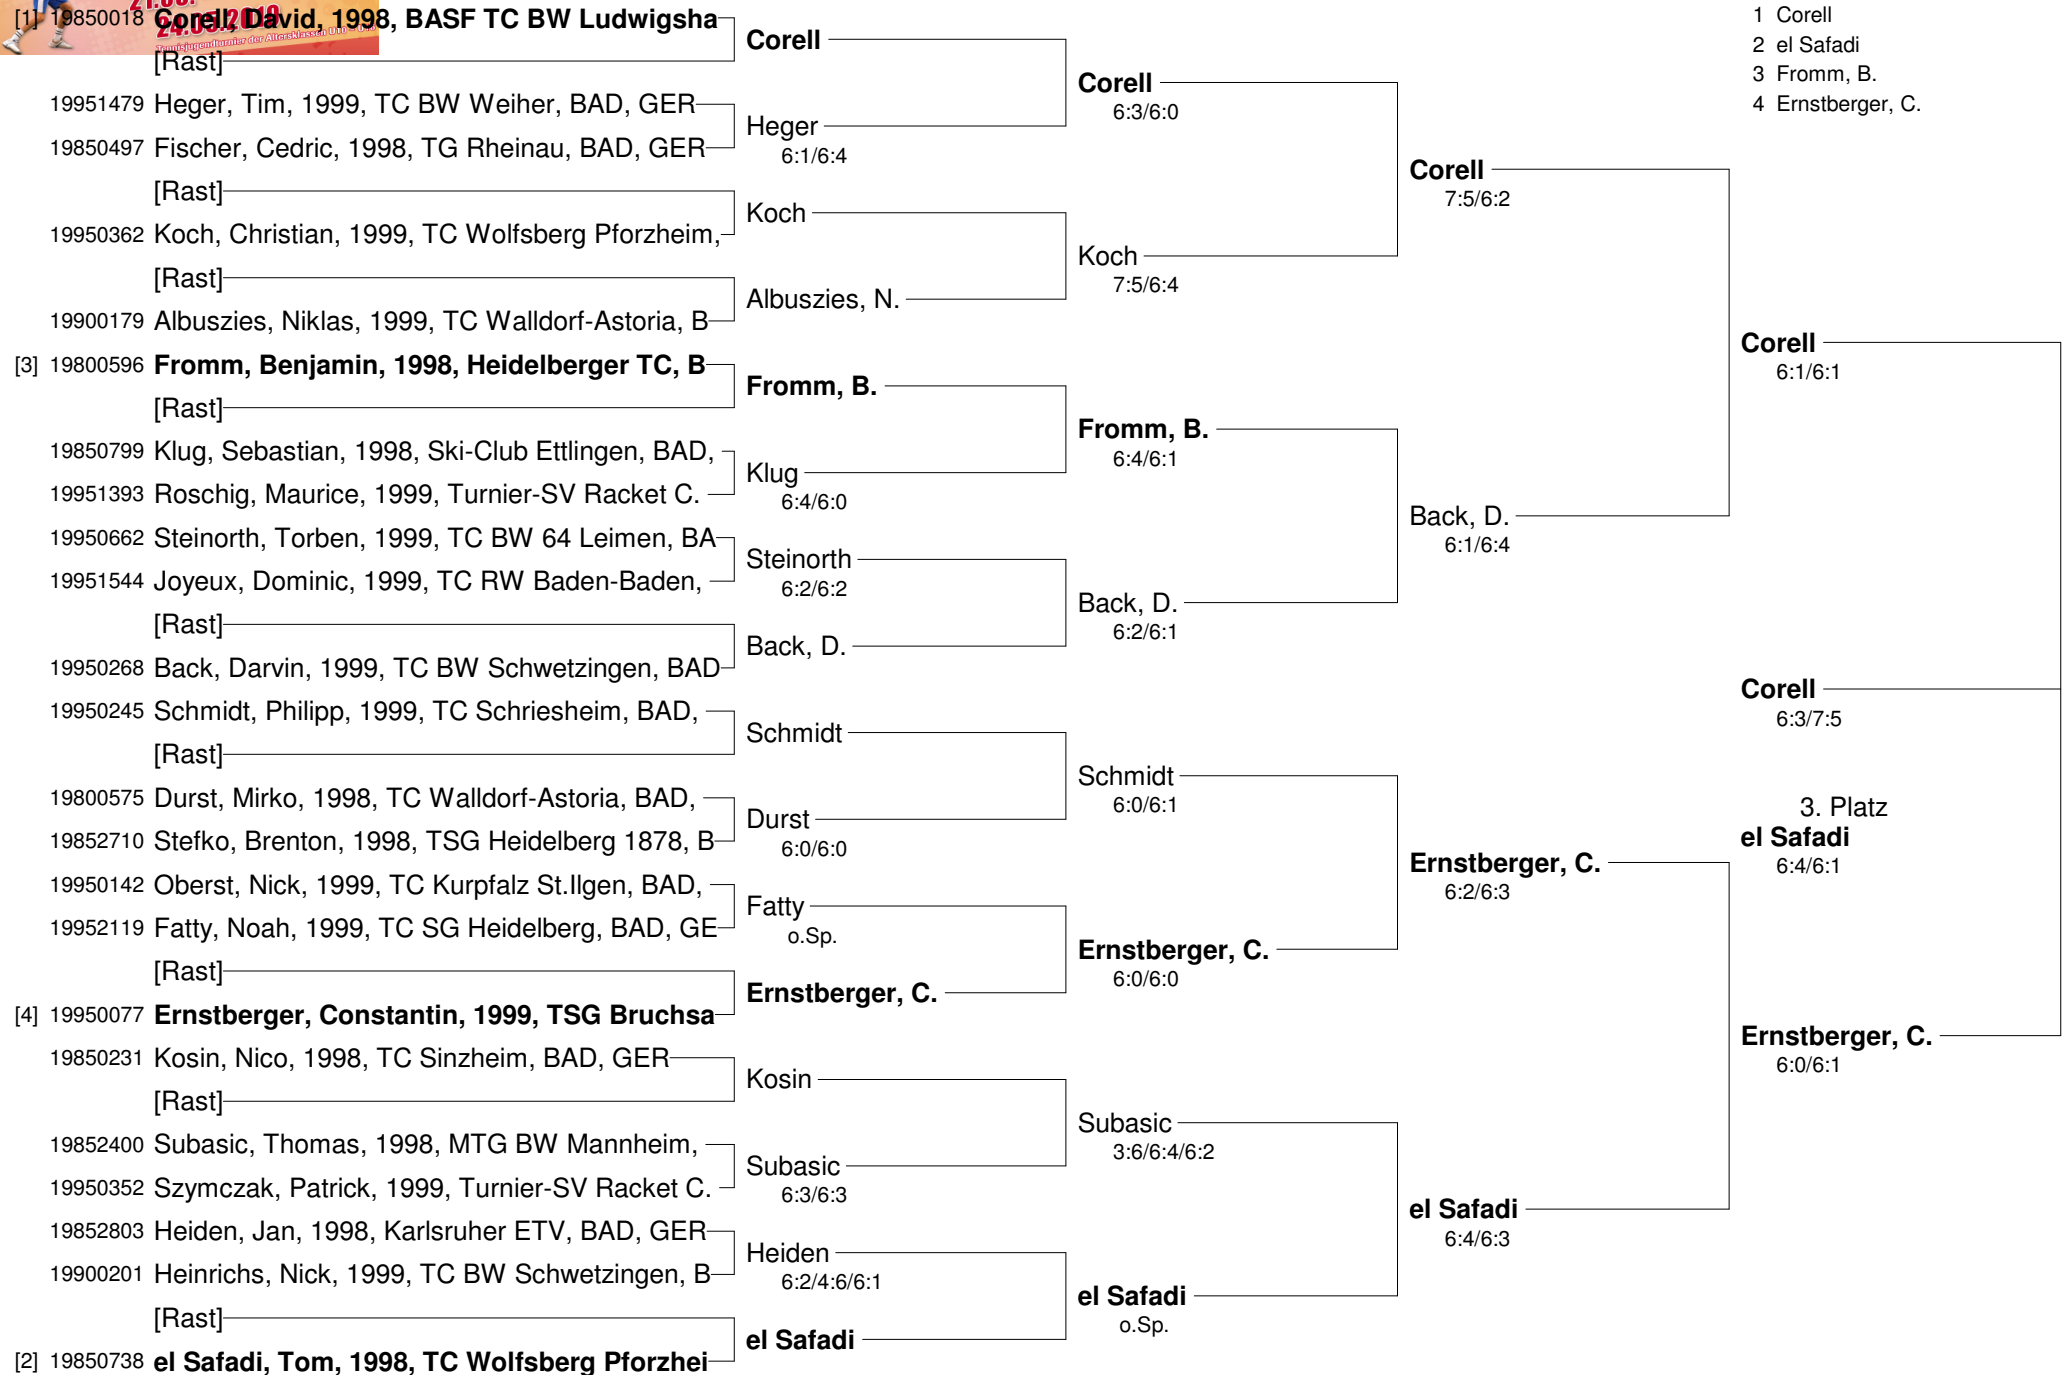 21.05.
24.05.2010
Tennisjugendturnier der Altersklassen U10 -
[1] 19850018 Corell, David, 1998, BASF TC BW Ludwigsha
[Rast]
19951479 Heger, Tim, 1999, TC BW Weiher, BAD, GER
19850497 Fischer, Cedric, 1998, TG Rheinau, BAD, GER
[Rast]
19950362 Koch, Christian, 1999, TC Wolfsberg Pforzheim,
[Rast]
19900179 Albuszies, Niklas, 1999, TC Walldorf-Astoria, B
[3] 19800596 Fromm, Benjamin, 1998, Heidelberger TC, B
[Rast]
19850799 Klug, Sebastian, 1998, Ski-Club Ettlingen, BAD,
19951393 Roschig, Maurice, 1999, Turnier-SV Racket C.
19950662 Steinorth, Torben, 1999, TC BW 64 Leimen, BA
19951544 Joyeux, Dominic, 1999, TC RW Baden-Baden,
[Rast]
19950268 Back, Darvin, 1999, TC BW Schwetzingen, BAD
19950245 Schmidt, Philipp, 1999, TC Schriesheim, BAD,
[Rast]
19800575 Durst, Mirko, 1998, TC Walldorf-Astoria, BAD,
19852710 Stefko, Brenton, 1998, TSG Heidelberg 1878, B
19950142 Oberst, Nick, 1999, TC Kurpfalz St.Ilgen, BAD,
19952119 Fatty, Noah, 1999, TC SG Heidelberg, BAD, GE
[Rast]
[4] 19950077 Ernstberger, Constantin, 1999, TSG Bruchsa
19850231 Kosin, Nico, 1998, TC Sinzheim, BAD, GER
[Rast]
19852400 Subasic, Thomas, 1998, MTG BW Mannheim,
19950352 Szymczak, Patrick, 1999, Turnier-SV Racket C.
19852803 Heiden, Jan, 1998, Karlsruher ETV, BAD, GER
19900201 Heinrichs, Nick, 1999, TC BW Schwetzingen, B
[Rast]
[2] 19850738 el Safadi, Tom, 1998, TC Wolfsberg Pforzhei
Corell
Heger
6:1/6:4
Koch
Albuszies, N.
Fromm, B.
Klug
6:4/6:0
Steinorth
6:2/6:2
Back, D.
Schmidt
Durst
6:0/6:0
Fatty
o.Sp.
Ernstberger, C.
Kosin
Subasic
6:3/6:3
Heiden
6:2/4:6/6:1
el Safadi
Corell
6:3/6:0
Koch
7:5/6:4
Fromm, B.
6:4/6:1
Back, D.
6:2/6:1
Schmidt
6:0/6:1
Ernstberger, C.
6:0/6:0
Subasic
3:6/6:4/6:2
el Safadi
o.Sp.
Corell
7:5/6:2
Back, D.
6:1/6:4
Ernstberger, C.
6:2/6:3
el Safadi
6:4/6:3
1 Corell
2 el Safadi
3 Fromm, B.
4 Ernstberger, C.
Corell
6:1/6:1
Corell
6:3/7:5
3. Platz
el Safadi
6:4/6:1
Ernstberger, C.
6:0/6:1